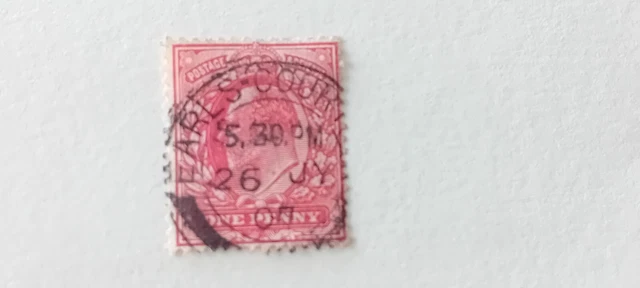 POSTAGE
EARLS-COURT
5.30 PM
26 JY
07
ONE PENNY